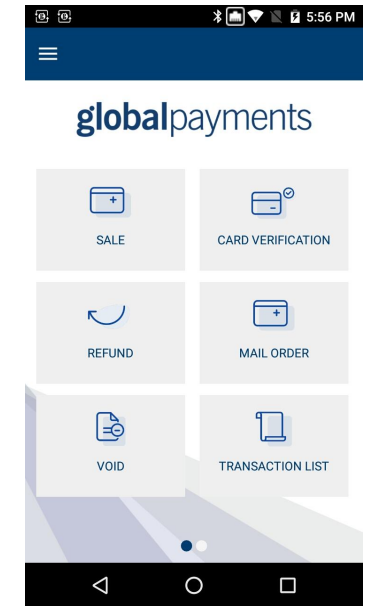 5:56 PM
globalpayments
SALE
CARD VERIFICATION
REFUND
MAIL ORDER
VOID
TRANSACTION LIST